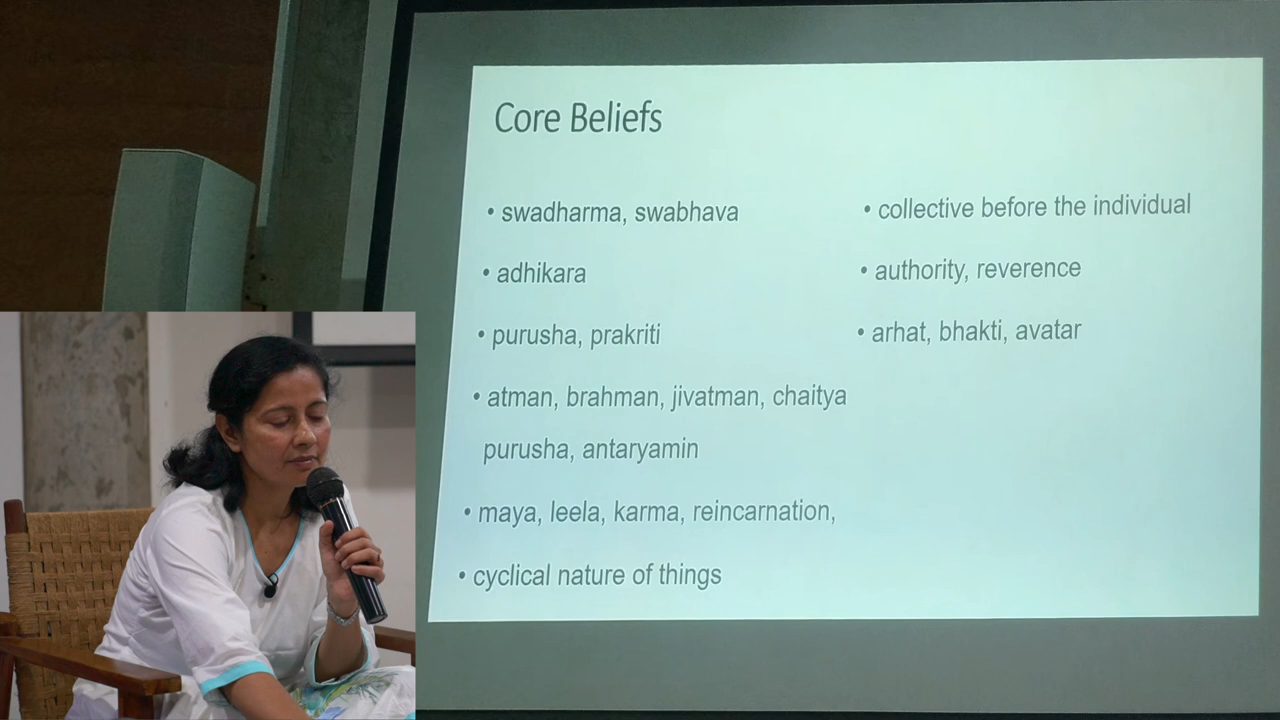 Core Beliefs
• swadharma, swabhava
• adhikara
• purusha, prakriti
• atman, brahman, jivatman, chaitya
purusha, antaryamin
• maya, leela, karma, reincarnation,
• cyclical nature of things
• collective before the individual
• authority, reverence
• arhat, bhakti, avatar